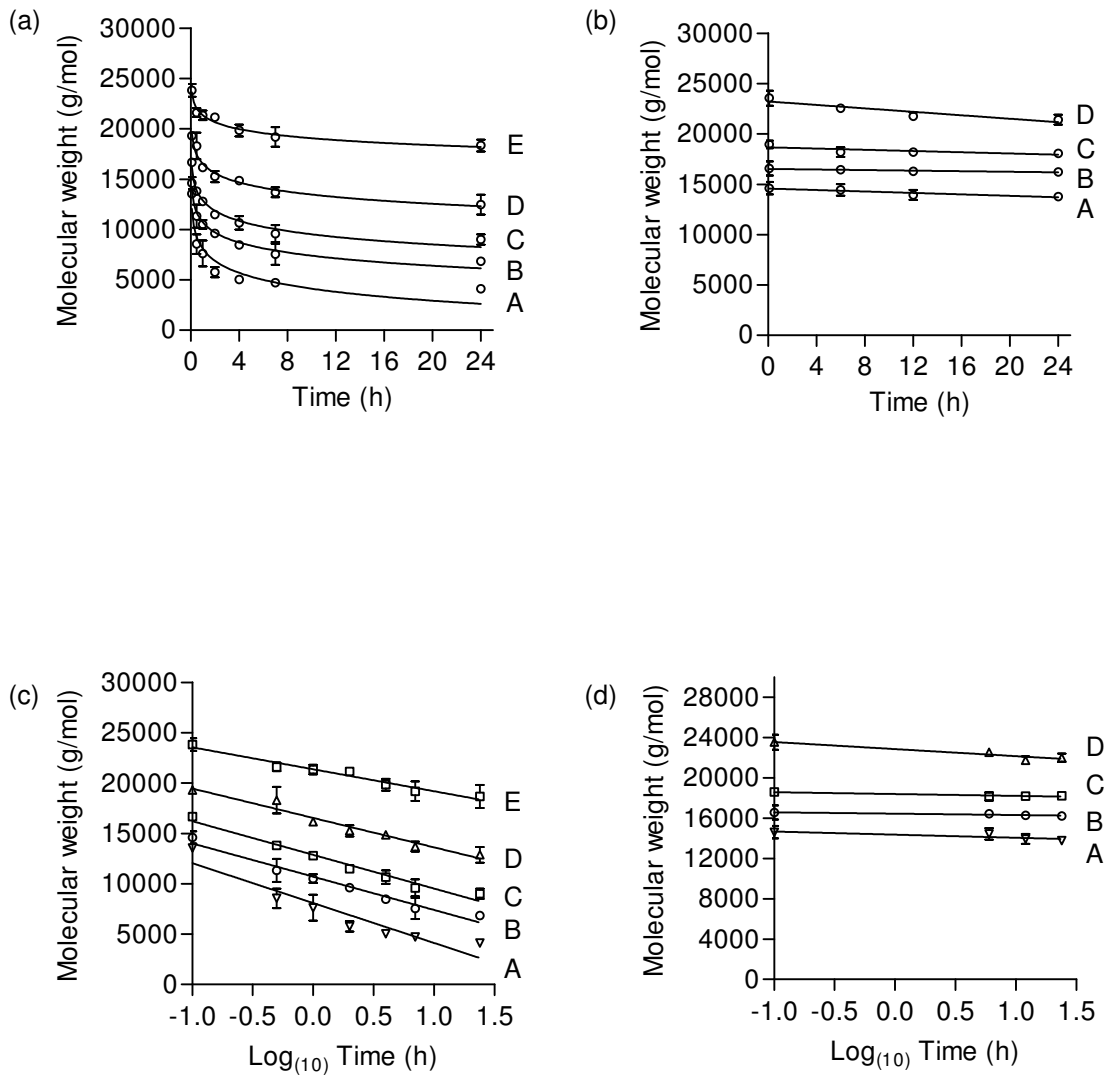 (a)
Molecular weight (g/mol)
30000
25000
20000
15000
10000
5000
0
E
D
C
B
A
0 4 8 12 16 20 24
Time (h)
(b)
Molecular weight (g/mol)
30000
25000
20000
15000
10000
5000
0
D
C
B
A
0 4 8 12 16 20 24
Time (h)
(c)
Molecular weight (g/mol)
30000
25000
20000
15000
10000
5000
0
E
D
C
B
A
-1.0 -0.5 0.0 0.5 1.0 1.5
Log(10) Time (h)
(d)
Molecular weight (g/mol)
28000
24000
20000
16000
12000
8000
4000
0
D
C
B
A
-1.0 -0.5 0.0 0.5 1.0 1.5
Log(10) Time (h)